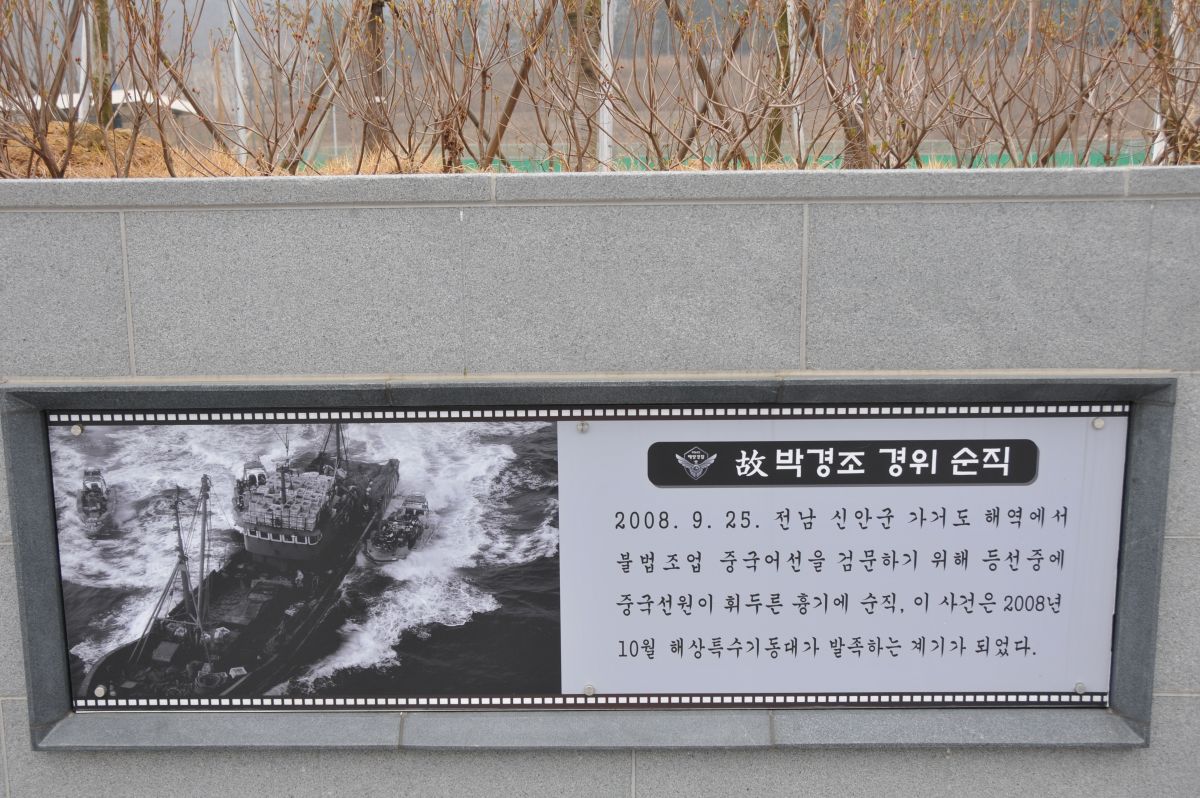 해양경찰
故 박경조 경위 순직
2008. 9. 25. 전남 신안군 가거도 해역에서
불법조업 중국어선을 검문하기 위해 등선중에
중국선원이 휘두른 흉기에 순직, 이 사건은 2008년
10월 해상특수기동대가 발족하는 계기가 되었다.